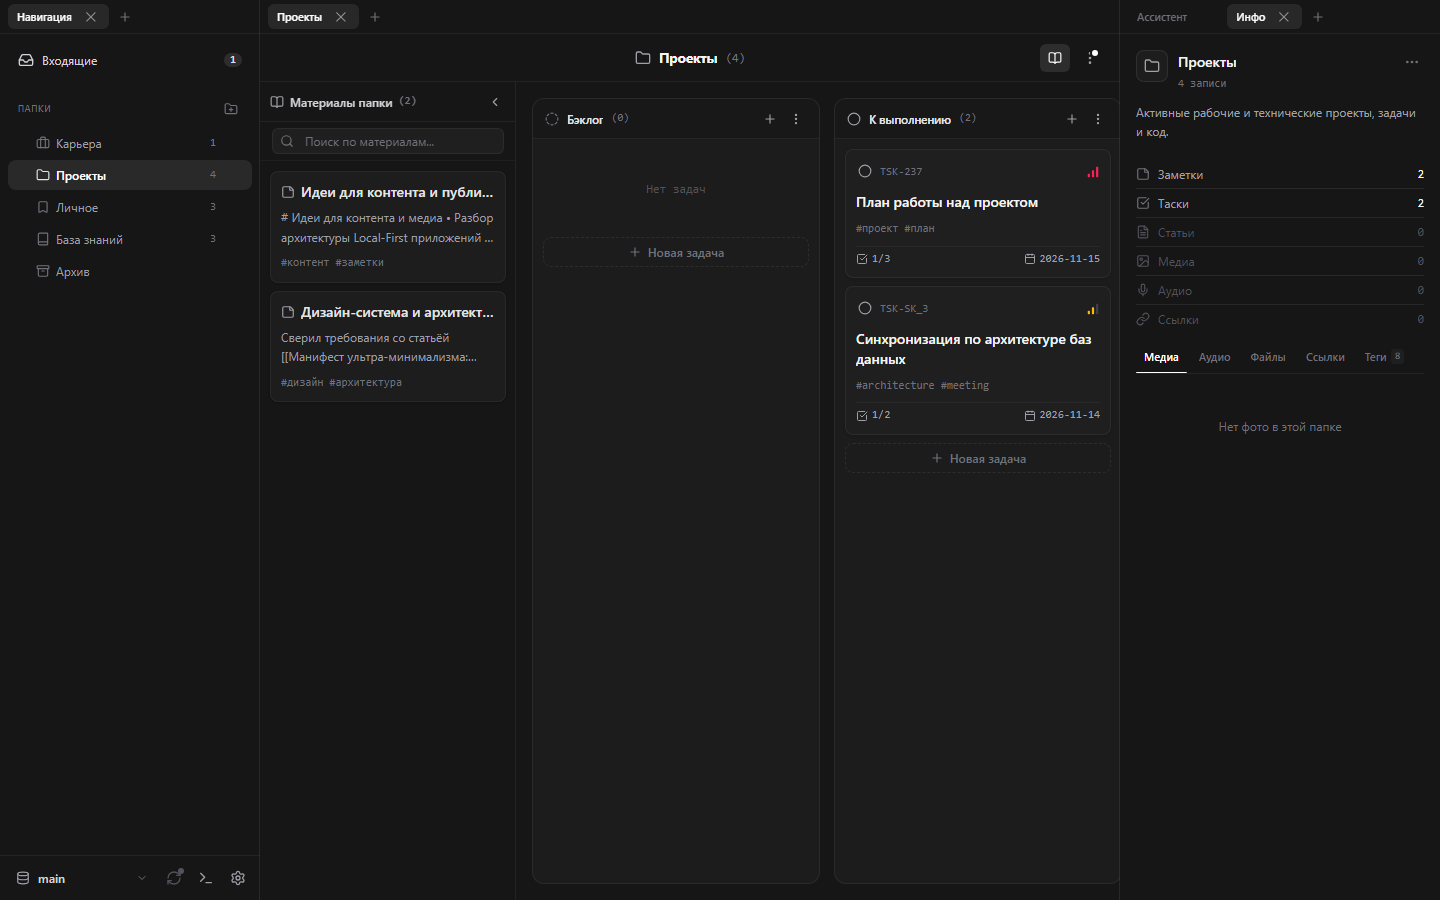 Навигация
Входящие 1
ПАПКИ
Карьера 1
Проекты 4
Личное 3
База знаний 3
Архив
main
Проекты
Проекты (4)
Материалы папки (2)
Поиск по материалам...
Идеи для контента и публи...
# Идеи для контента и медиа • Разбор
архитектуры Local-First приложений ...
#контент #заметки
Дизайн-система и архитект...
Сверил требования со статьёй
[[Манифест ультра-минимализма:...
#дизайн #архитектура
Бэклог (0)
Нет задач
Новая задача
К выполнению (2)
TSK-237
План работы над проектом
#проект #план
1/3 2026-11-15
TSK-SK_3
Синхронизация по архитектуре баз
данных
#architecture #meeting
1/2 2026-11-14
Новая задача
Ассистент Инфо
Проекты
4 записи
Активные рабочие и технические проекты, задачи
и код.
Заметки 2
Таски 2
Статьи 0
Медиа 0
Аудио 0
Ссылки 0
Медиа Аудио Файлы Ссылки Теги 8
Нет фото в этой папке